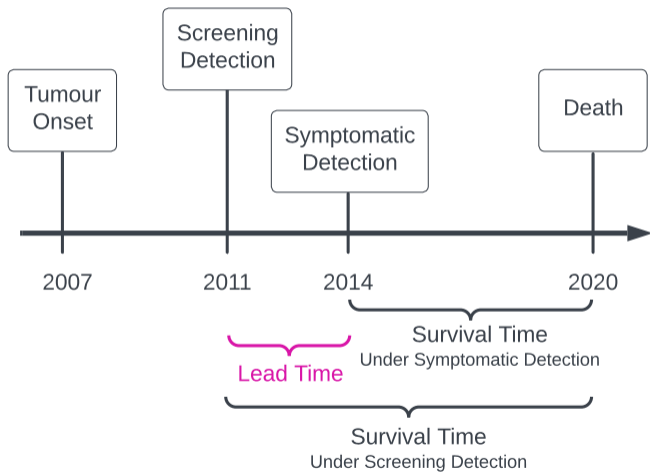 Screening
Detection
Tumour
Onset
Symptomatic
Detection
Death
2007
2011
2014
2020
Survival Time
Under Symptomatic Detection
Lead Time
Survival Time
Under Screening Detection